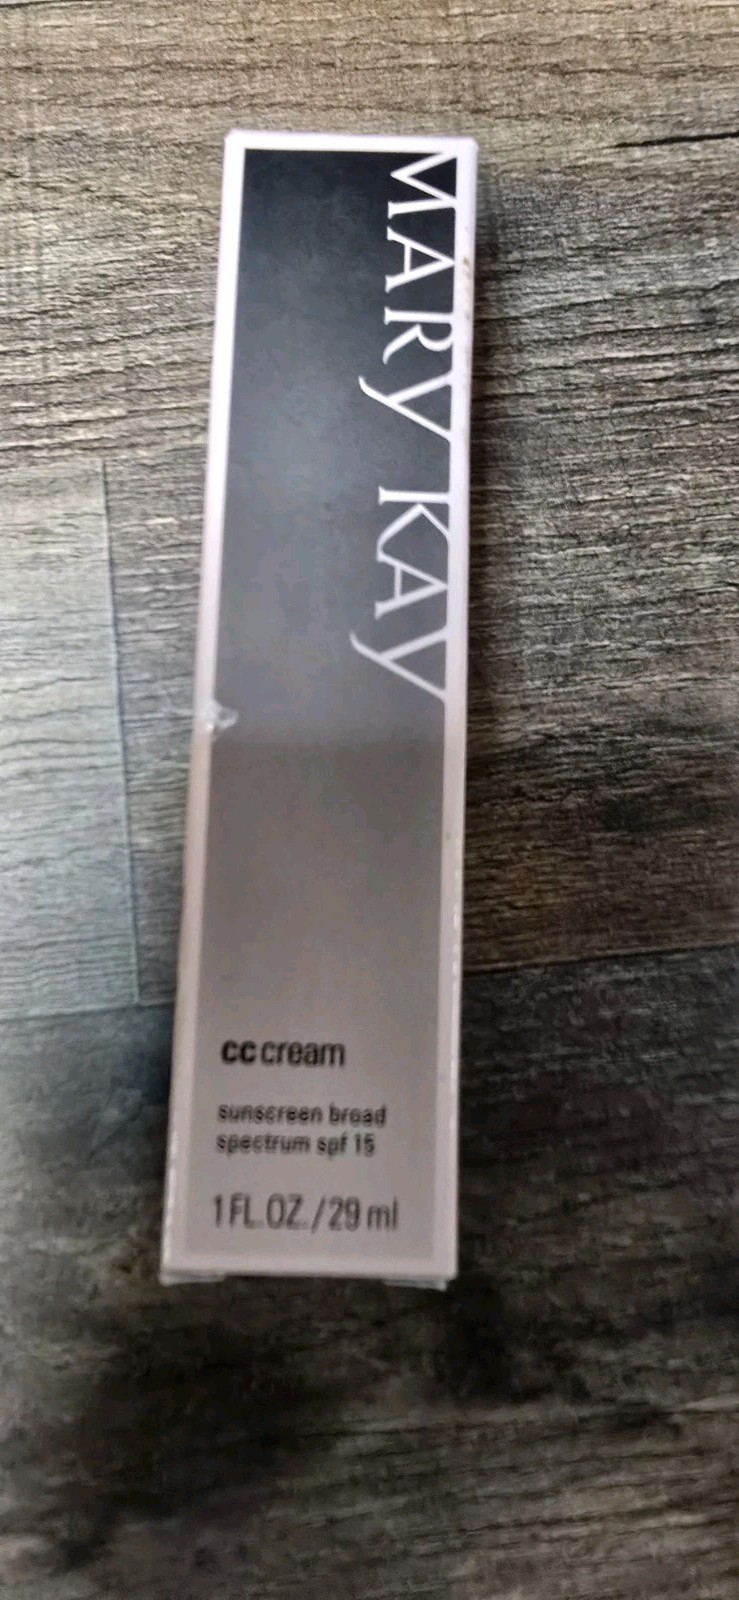 MARY KAY
cc cream
sunscreen broad
spectrum spf 15
1 FL. OZ. / 29 ml